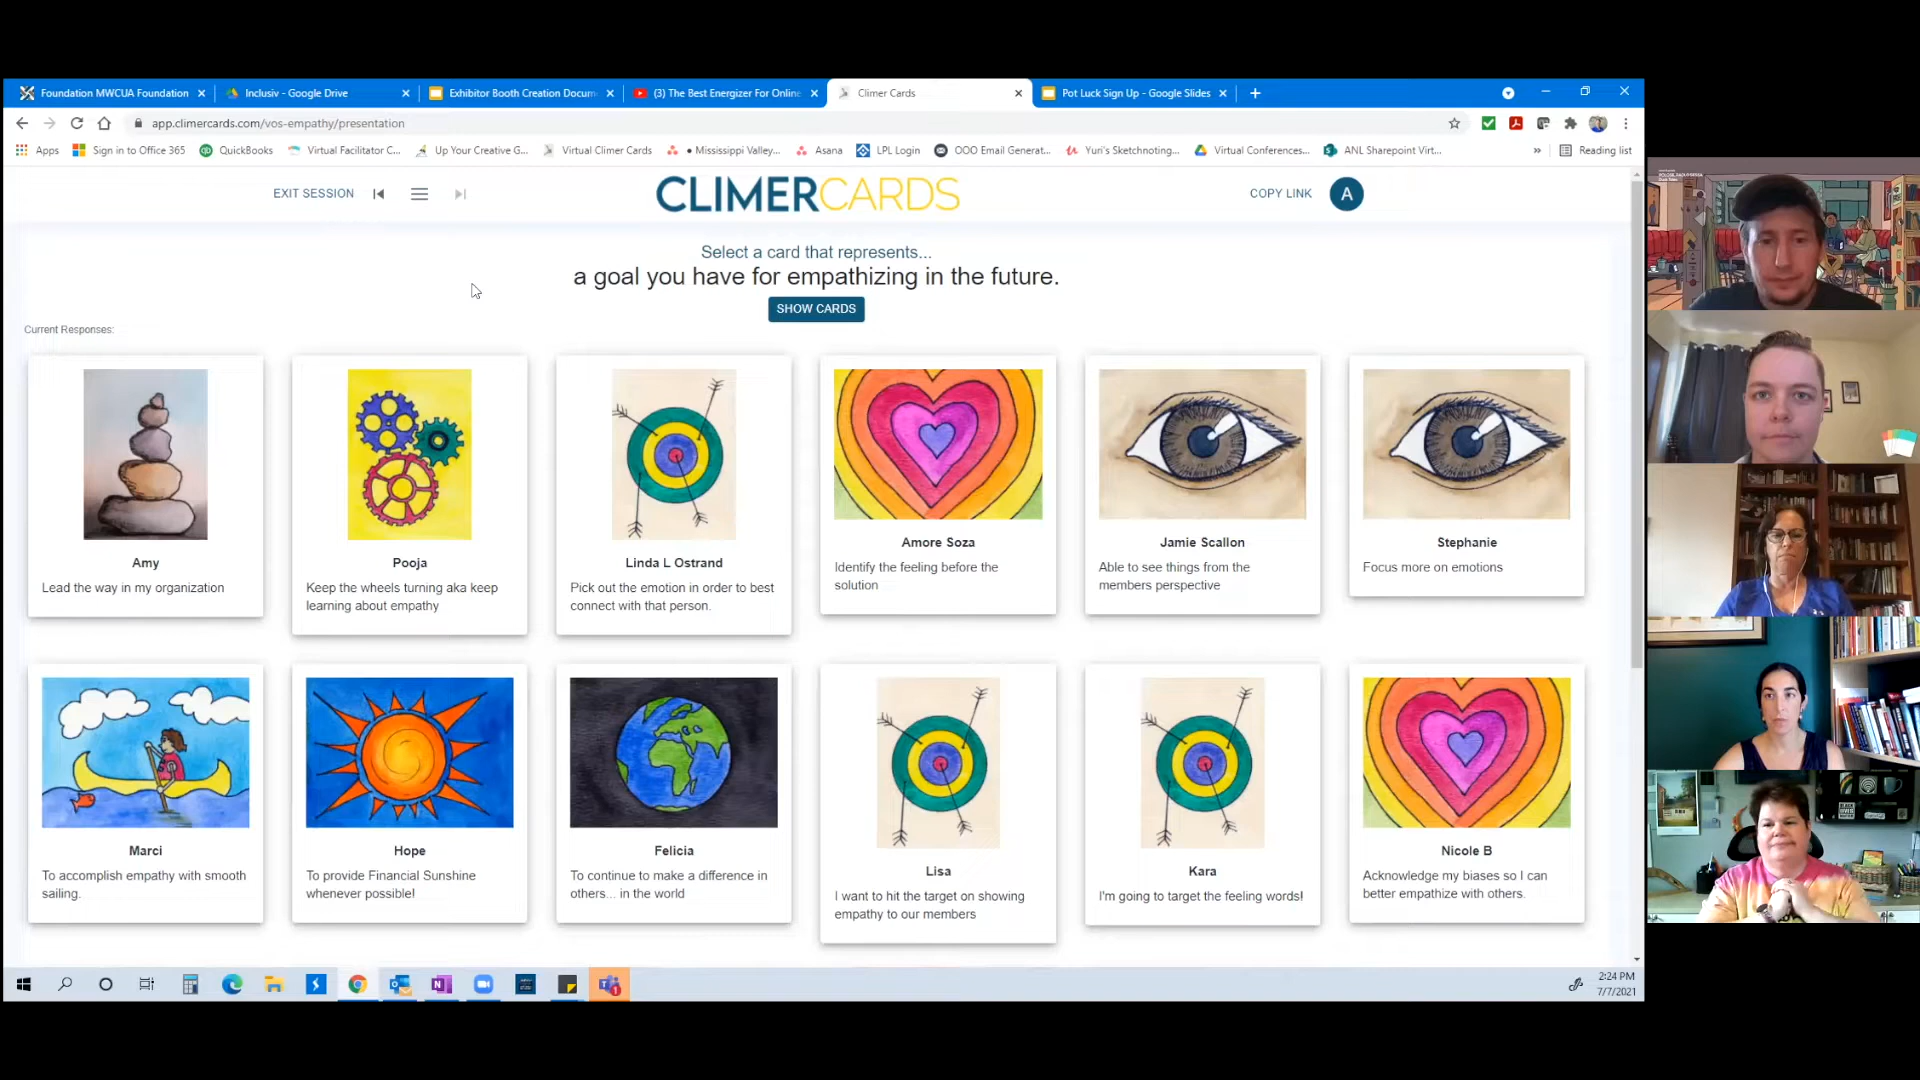 Foundation MWCUA Foundation
Inclusiv - Google Drive
Exhibitor Booth Creation Docum
(3) The Best Energizer For Online
Climer Cards
Pot Luck Sign Up - Google Slides
app.climercards.com/vos-empathy/presentation
Apps
Sign in to Office 365
QuickBooks
Virtual Facilitator C...
Up Your Creative G...
Virtual Climer Cards
• Mississippi Valley...
Asana
LPL Login
OOO Email Generat...
Yuri's Sketchnoting...
Virtual Conferences...
ANL Sharepoint Virt...
»
Reading list
EXIT SESSION
CLIMERCARDS
COPY LINK
A
Select a card that represents...
a goal you have for empathizing in the future.
SHOW CARDS
Current Responses:
Amy
Lead the way in my organization
Pooja
Keep the wheels turning aka keep
learning about empathy
Linda L Ostrand
Pick out the emotion in order to best
connect with that person.
Amore Soza
Identify the feeling before the
solution
Jamie Scallon
Able to see things from the
members perspective
Stephanie
Focus more on emotions
Marci
To accomplish empathy with smooth
sailing.
Hope
To provide Financial Sunshine
whenever possible!
Felicia
To continue to make a difference in
others... in the world
Lisa
I want to hit the target on showing
empathy to our members
Kara
I'm going to target the feeling words!
Nicole B
Acknowledge my biases so I can
better empathize with others.
2:24 PM
7/7/2021